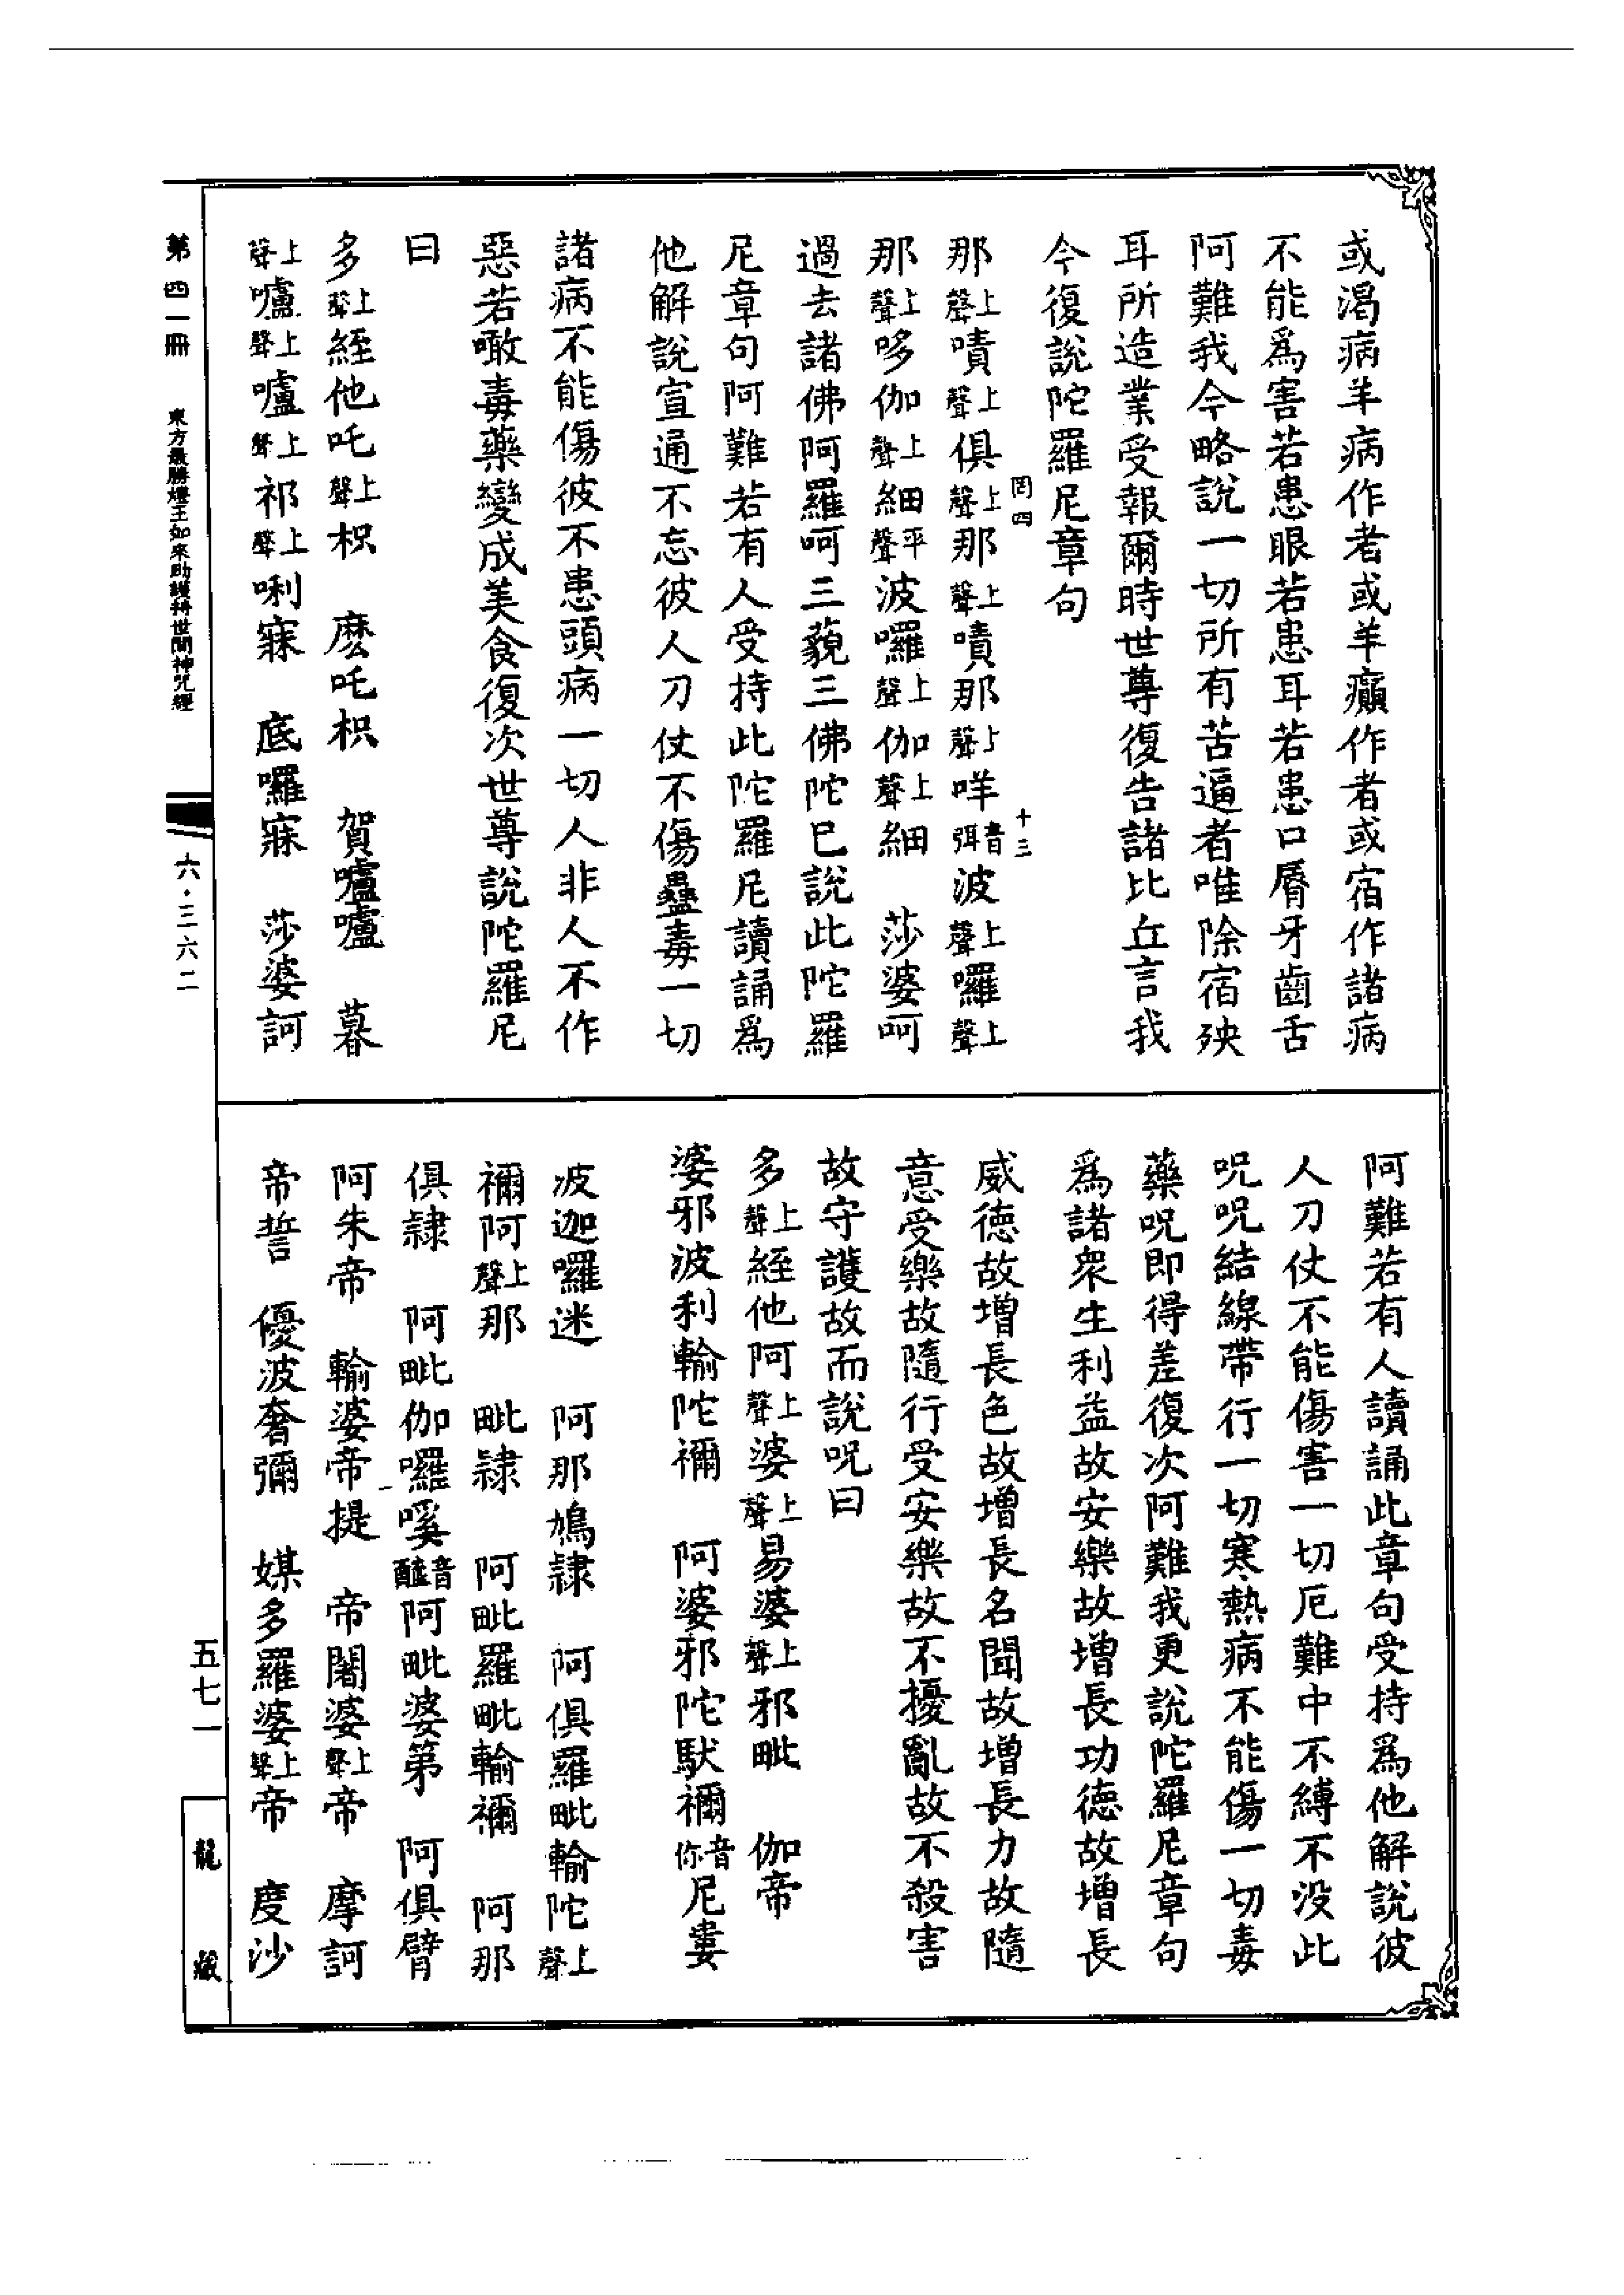 或渴病羊病作者或羊癲作者或宿作諸病
不能爲害若患眼若患耳若患口脣牙齒舌
阿難我今略說一切所有苦逼者唯除宿殃
耳所造業受報爾時世尊復告諸比丘言我
今復說陀羅尼章句
那上聲嘖上聲俱上聲那上聲嘖那上聲咩音弭波上聲囉上聲
罔四
十三
那上聲哆伽上聲細平聲波囉上聲伽上聲細 莎婆呵
過去諸佛阿羅呵三藐三佛陀已說此陀羅
尼章句阿難若有人受持此陀羅尼讀誦爲
他解說宣通不忘彼人刀仗不傷蠱毒一切
諸病不能傷彼不患頭病一切人非人不作
惡若噉毒藥變成美食復次世尊說陀羅尼
曰
多上聲絰他吒上聲枳 麽吒枳 賀嚧嚧 暮
上聲嚧上聲嚧上聲祁上聲唎寐 底囉寐 莎婆訶
阿難若有人讀誦此章句受持爲他解說彼
人刀仗不能傷害一切厄難中不縛不沒此
呪呪結線帶行一切寒熱病不能傷一切毒
藥呪即得差復次阿難我更說陀羅尼章句
爲諸衆生利益故安樂故增長功德故增長
威德故增長色故增長名聞故增長力故隨
意受樂故隨行受安樂故不擾亂故不殺害
故守護故而說呪曰
多上聲絰他阿上聲婆上聲易婆上聲邪毗 伽帝
婆邪波利輸陀禰 阿婆邪陀馱禰音你尼婁
波迦囉迷 阿那鳩隸 阿俱羅毗輸陀上聲
禰阿上聲那 毗隸 阿毗羅毗輸禰 阿那
俱隸 阿毗伽囉嗘音醯阿毗婆第 阿俱臂
阿朱帝 輸婆帝提 帝闍婆上聲帝 摩訶
帝誓 優波奢彌 媒多羅婆上聲帝 度沙
第四一冊 東方最勝燈王如來助護持世間神咒經 六·三六二
五七一
龍藏